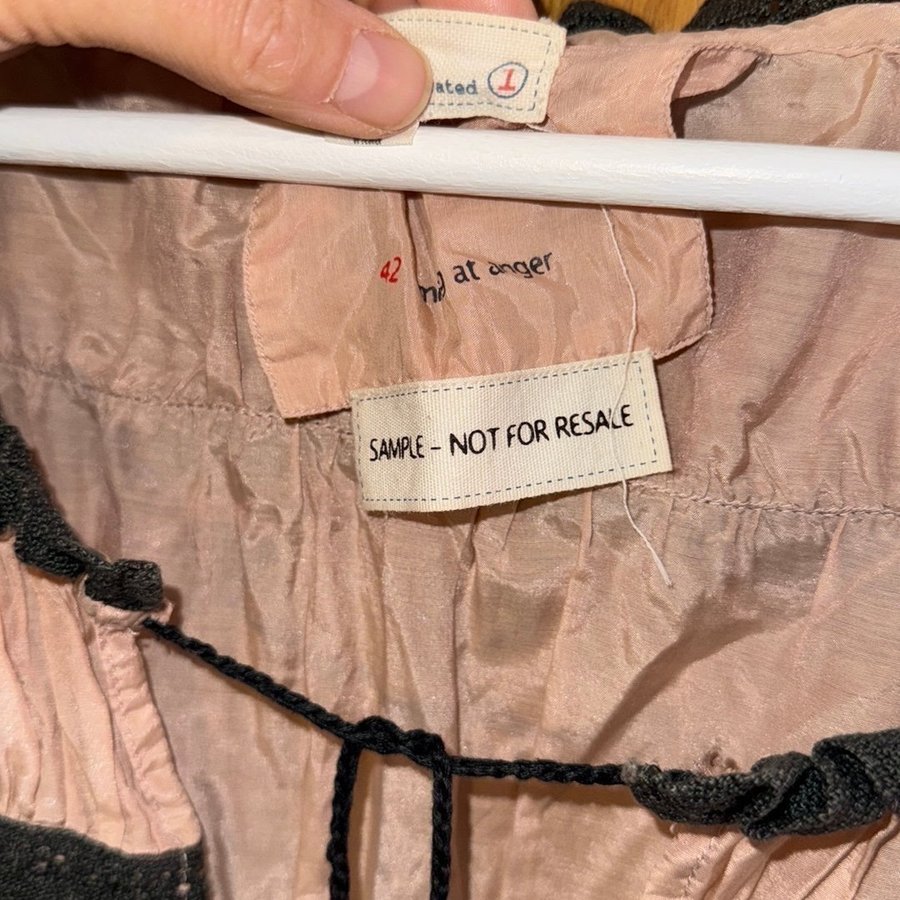 ated 1
42
at anger
SAMPLE - NOT FOR RESALE